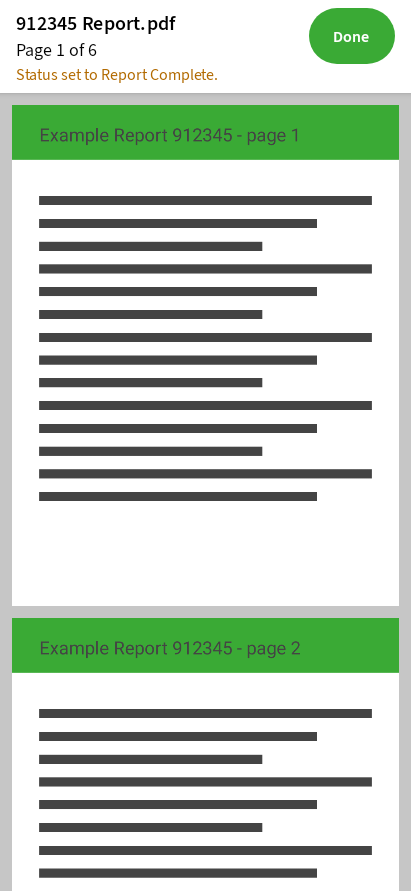 912345 Report.pdf
Page 1 of 6
Status set to Report Complete.
Done
Example Report 912345 - page 1
Example Report 912345 - page 2